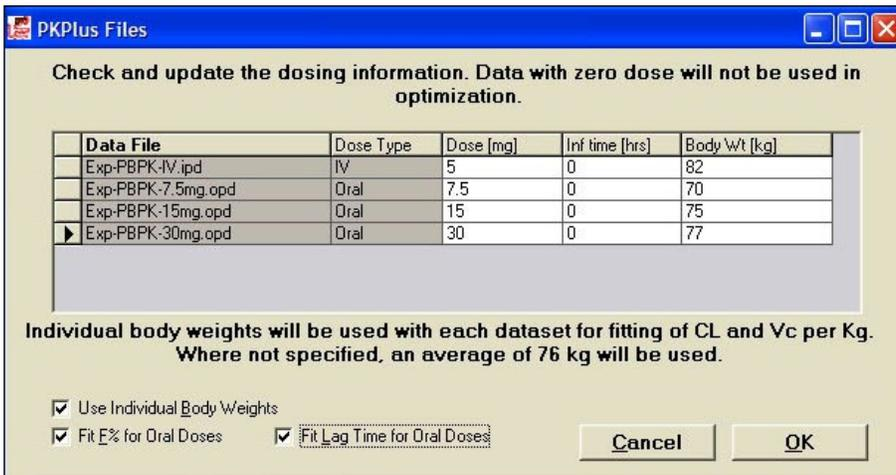 PKPlus Files
Check and update the dosing information. Data with zero dose will not be used in
optimization.
Data File Dose Type Dose [mg] Inf time [hrs] Body Wt [kg]
Exp-PBPK-IV.ipd IV 5 0 82
Exp-PBPK-7.5mg.opd Oral 7.5 0 70
Exp-PBPK-15mg.opd Oral 15 0 75
Exp-PBPK-30mg.opd Oral 30 0 77
Individual body weights will be used with each dataset for fitting of CL and Vc per Kg.
Where not specified, an average of 76 kg will be used.
Use Individual Body Weights
Fit F% for Oral Doses Fit Lag Time for Oral Doses Cancel OK